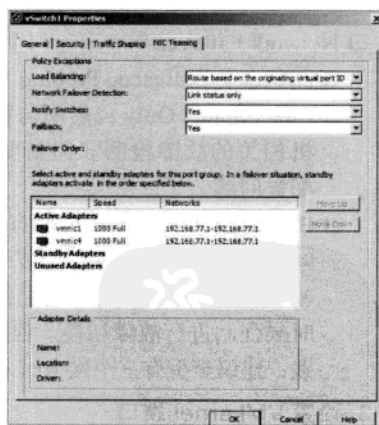 vSwitch1 Properties
General Security Traffic Shaping NIC Teaming
Policy Exceptions
Load Balancing: Route based on the originating virtual port ID
Network Failover Detection: Link status only
Notify Switches: Yes
Failback: Yes
Failover Order:
Select active and standby adapters for this port group. In a failover situation, standby
adapters activate in the order specified below.
Name Speed Networks
Active Adapters
vmnic1 1000 Full 192.168.77.1-192.168.77.1
vmnic4 1000 Full 192.168.77.1-192.168.77.1
Standby Adapters
Unused Adapters
Move Up
Move Down
Adapter Details
Name:
Location:
Driver:
OK Cancel Help